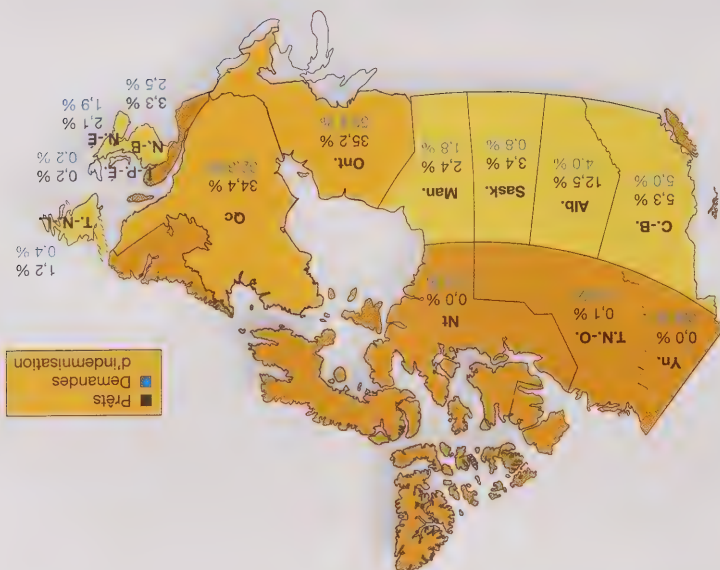 Prêts
Demandes
d'indemnisation
Yn.
0,0 %
T.N.-O.
0,1 %
Nt
0,0 %
C.-B.
5,3 %
5.0 %
Alb.
12,5 %
4.0 %
Sask.
3,4 %
0.8 %
Man.
2,4 %
1.8 %
Ont.
35,2 %
Qc
34,4 %
1,2 %
0.4 %
T.-N.-L.
Î.-P.-É
0,2 %
0.2 %
N.-B
3,3 %
2,5 %
N.-É
2,1 %
1,9 %